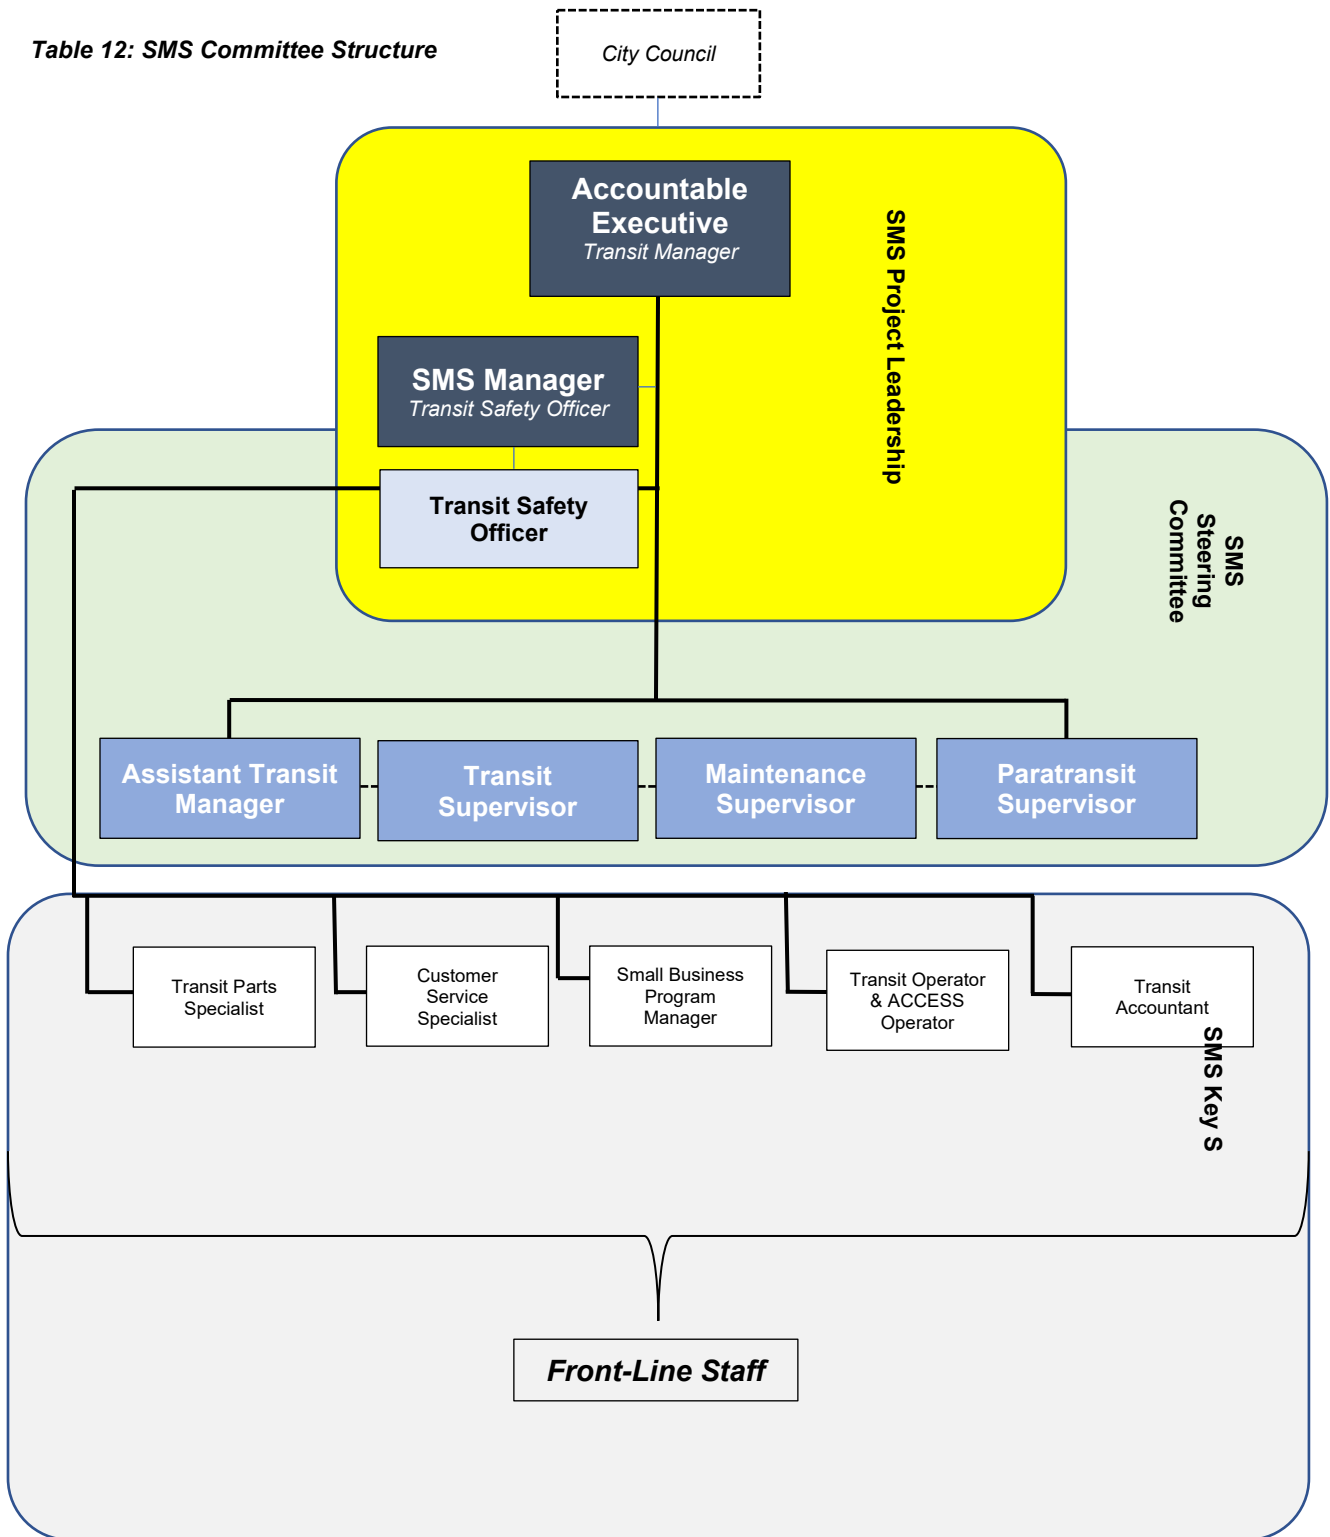 Table 12: SMS Committee Structure
City Council
Accountable
Executive
Transit Manager
SMS Project Leadership
SMS Manager
Transit Safety Officer
Transit Safety
Officer
SMS
Steering
Committee
Assistant Transit
Manager
Transit
Supervisor
Maintenance
Supervisor
Paratransit
Supervisor
Transit Parts
Specialist
Customer
Service
Specialist
Small Business
Program
Manager
Transit Operator
& ACCESS
Operator
Transit
Accountant
SMS Key S
Front-Line Staff